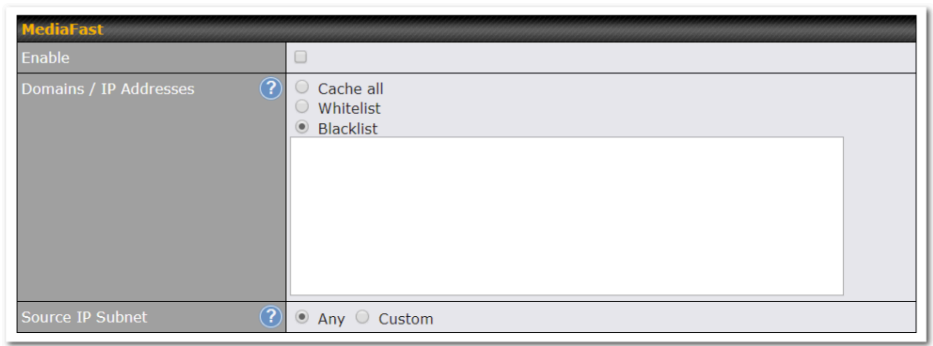 MediaFast
Enable
Domains / IP Addresses ?
Cache all
Whitelist
Blacklist
Source IP Subnet ? Any Custom